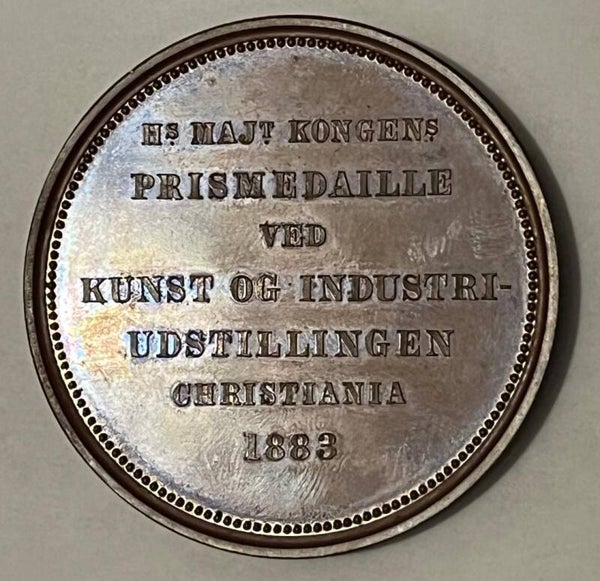 Hs MAJT KONGENS
PRISMEDAILLE
VED
KUNST OG INDUSTRI-
UDSTILLINGEN
CHRISTIANIA
1883